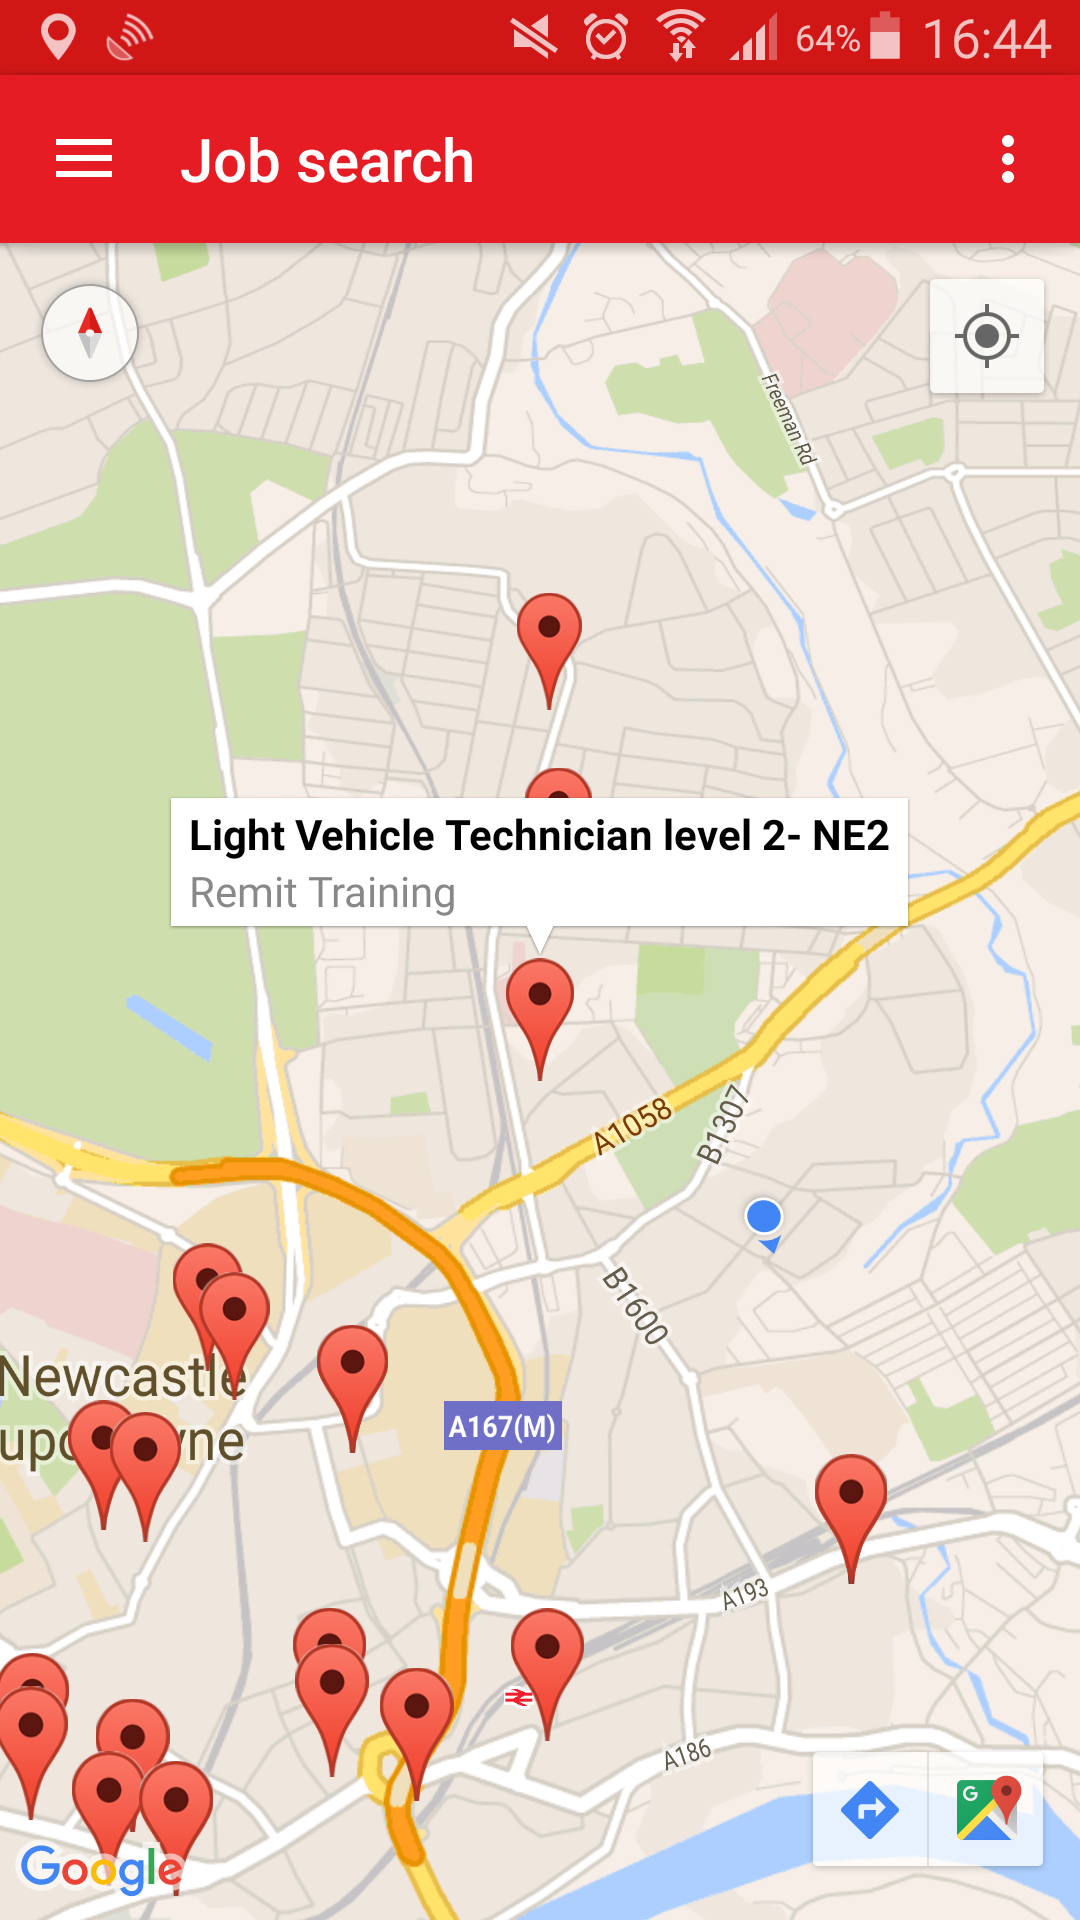 64% 16:44
Job search
Freeman Rd
Light Vehicle Technician level 2- NE2
Remit Training
A1058
B1307
B1600
Newcastle
A167(M)
A193
A186
G
Google